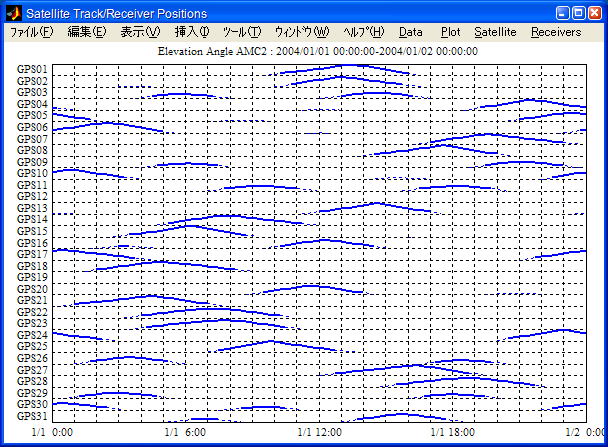 Satellite Track/Receiver Positions
ﾌｧｲﾙ(F) 編集(E) 表示(V) 挿入(I) ﾂｰﾙ(T) ｳｨﾝﾄﾞｳ(W) ﾍﾙﾌﾟ(H) Data Plot Satellite Receivers
Elevation Angle AMC2 : 2004/01/01 00:00:00-2004/01/02 00:00:00
GPS01
GPS02
GPS03
GPS04
GPS05
GPS06
GPS07
GPS08
GPS09
GPS10
GPS11
GPS12
GPS13
GPS14
GPS15
GPS16
GPS17
GPS18
GPS19
GPS20
GPS21
GPS22
GPS23
GPS24
GPS25
GPS26
GPS27
GPS28
GPS29
GPS30
GPS31
1/1 0:00 1/1 6:00 1/1 12:00 1/1 18:00 1/2 0:00